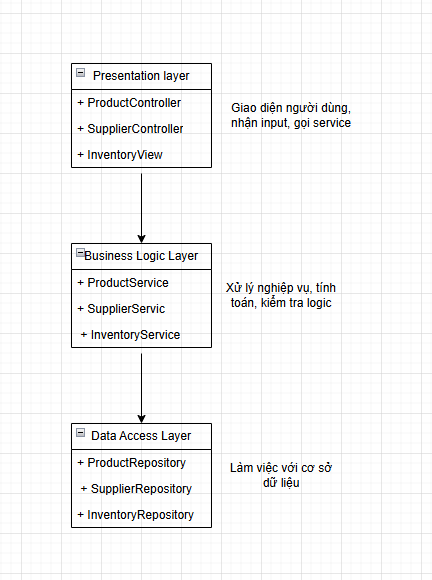 Presentation layer
+ ProductController
+ SupplierController
+ InventoryView
Giao diện người dùng,
nhận input, gọi service
Business Logic Layer
+ ProductService
+ SupplierServic
+ InventoryService
Xử lý nghiệp vụ, tính
toán, kiểm tra logic
Data Access Layer
+ ProductRepository
+ SupplierRepository
+ InventoryRepository
Làm việc với cơ sở
dữ liệu